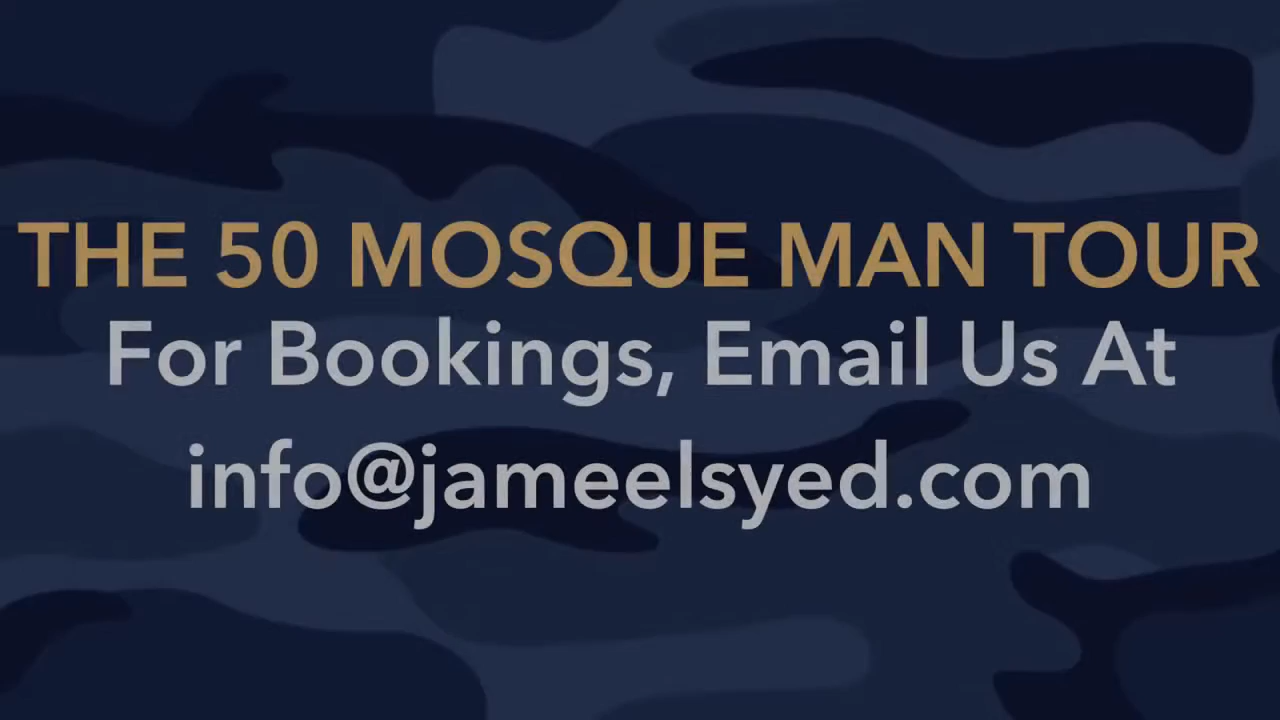 THE 50 MOSQUE MAN TOUR
For Bookings, Email Us At
info@jameelsyed.com